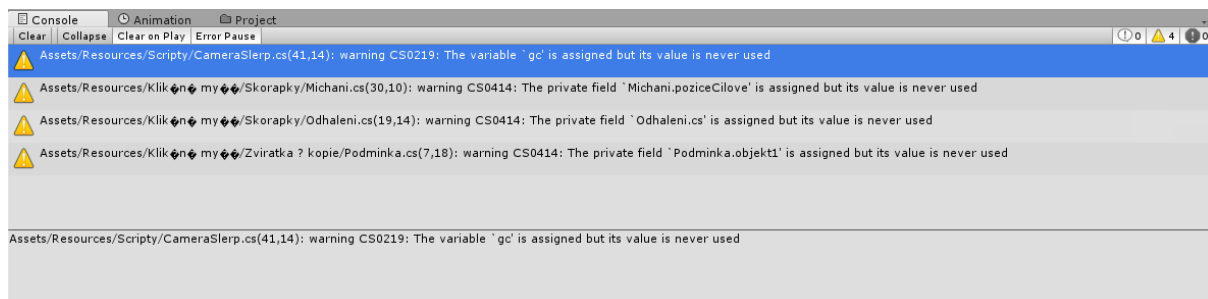 Console Animation Project
Clear Collapse Clear on Play Error Pause 0 4 0
Assets/Resources/Scripty/CameraSlerp.cs(41,14): warning CS0219: The variable `gc' is assigned but its value is never used
Assets/Resources/Klik�n� my��/Skorapky/Michani.cs(30,10): warning CS0414: The private field `Michani.poziceCilove' is assigned but its value is never used
Assets/Resources/Klik�n� my��/Skorapky/Odhaleni.cs(19,14): warning CS0414: The private field `Odhaleni.cs' is assigned but its value is never used
Assets/Resources/Klik�n� my��/Zviratka ? kopie/Podminka.cs(7,18): warning CS0414: The private field `Podminka.objekt1' is assigned but its value is never used
Assets/Resources/Scripty/CameraSlerp.cs(41,14): warning CS0219: The variable `gc' is assigned but its value is never used